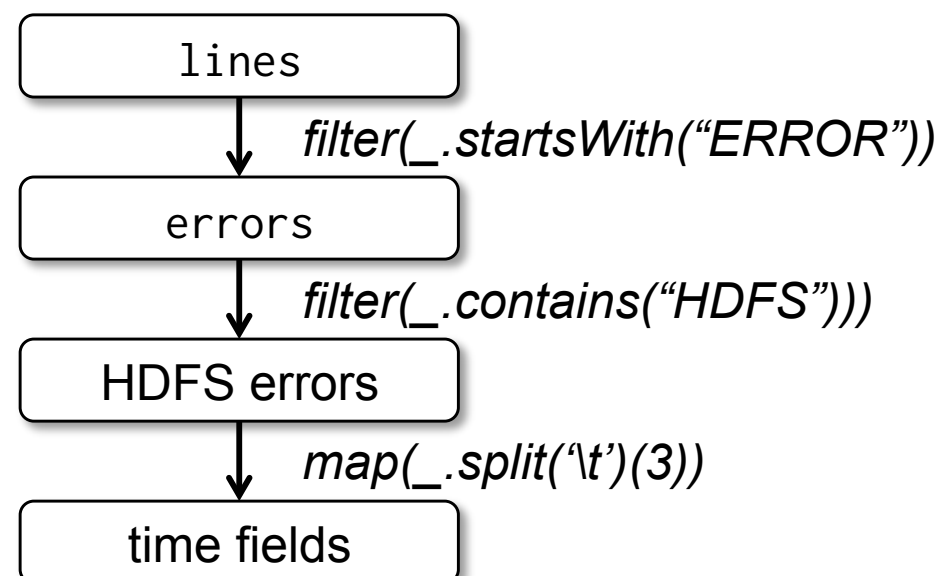 lines
filter(_.startsWith(“ERROR”))
errors
filter(_.contains(“HDFS”)))
HDFS errors
map(_.split(‘\t’)(3))
time fields